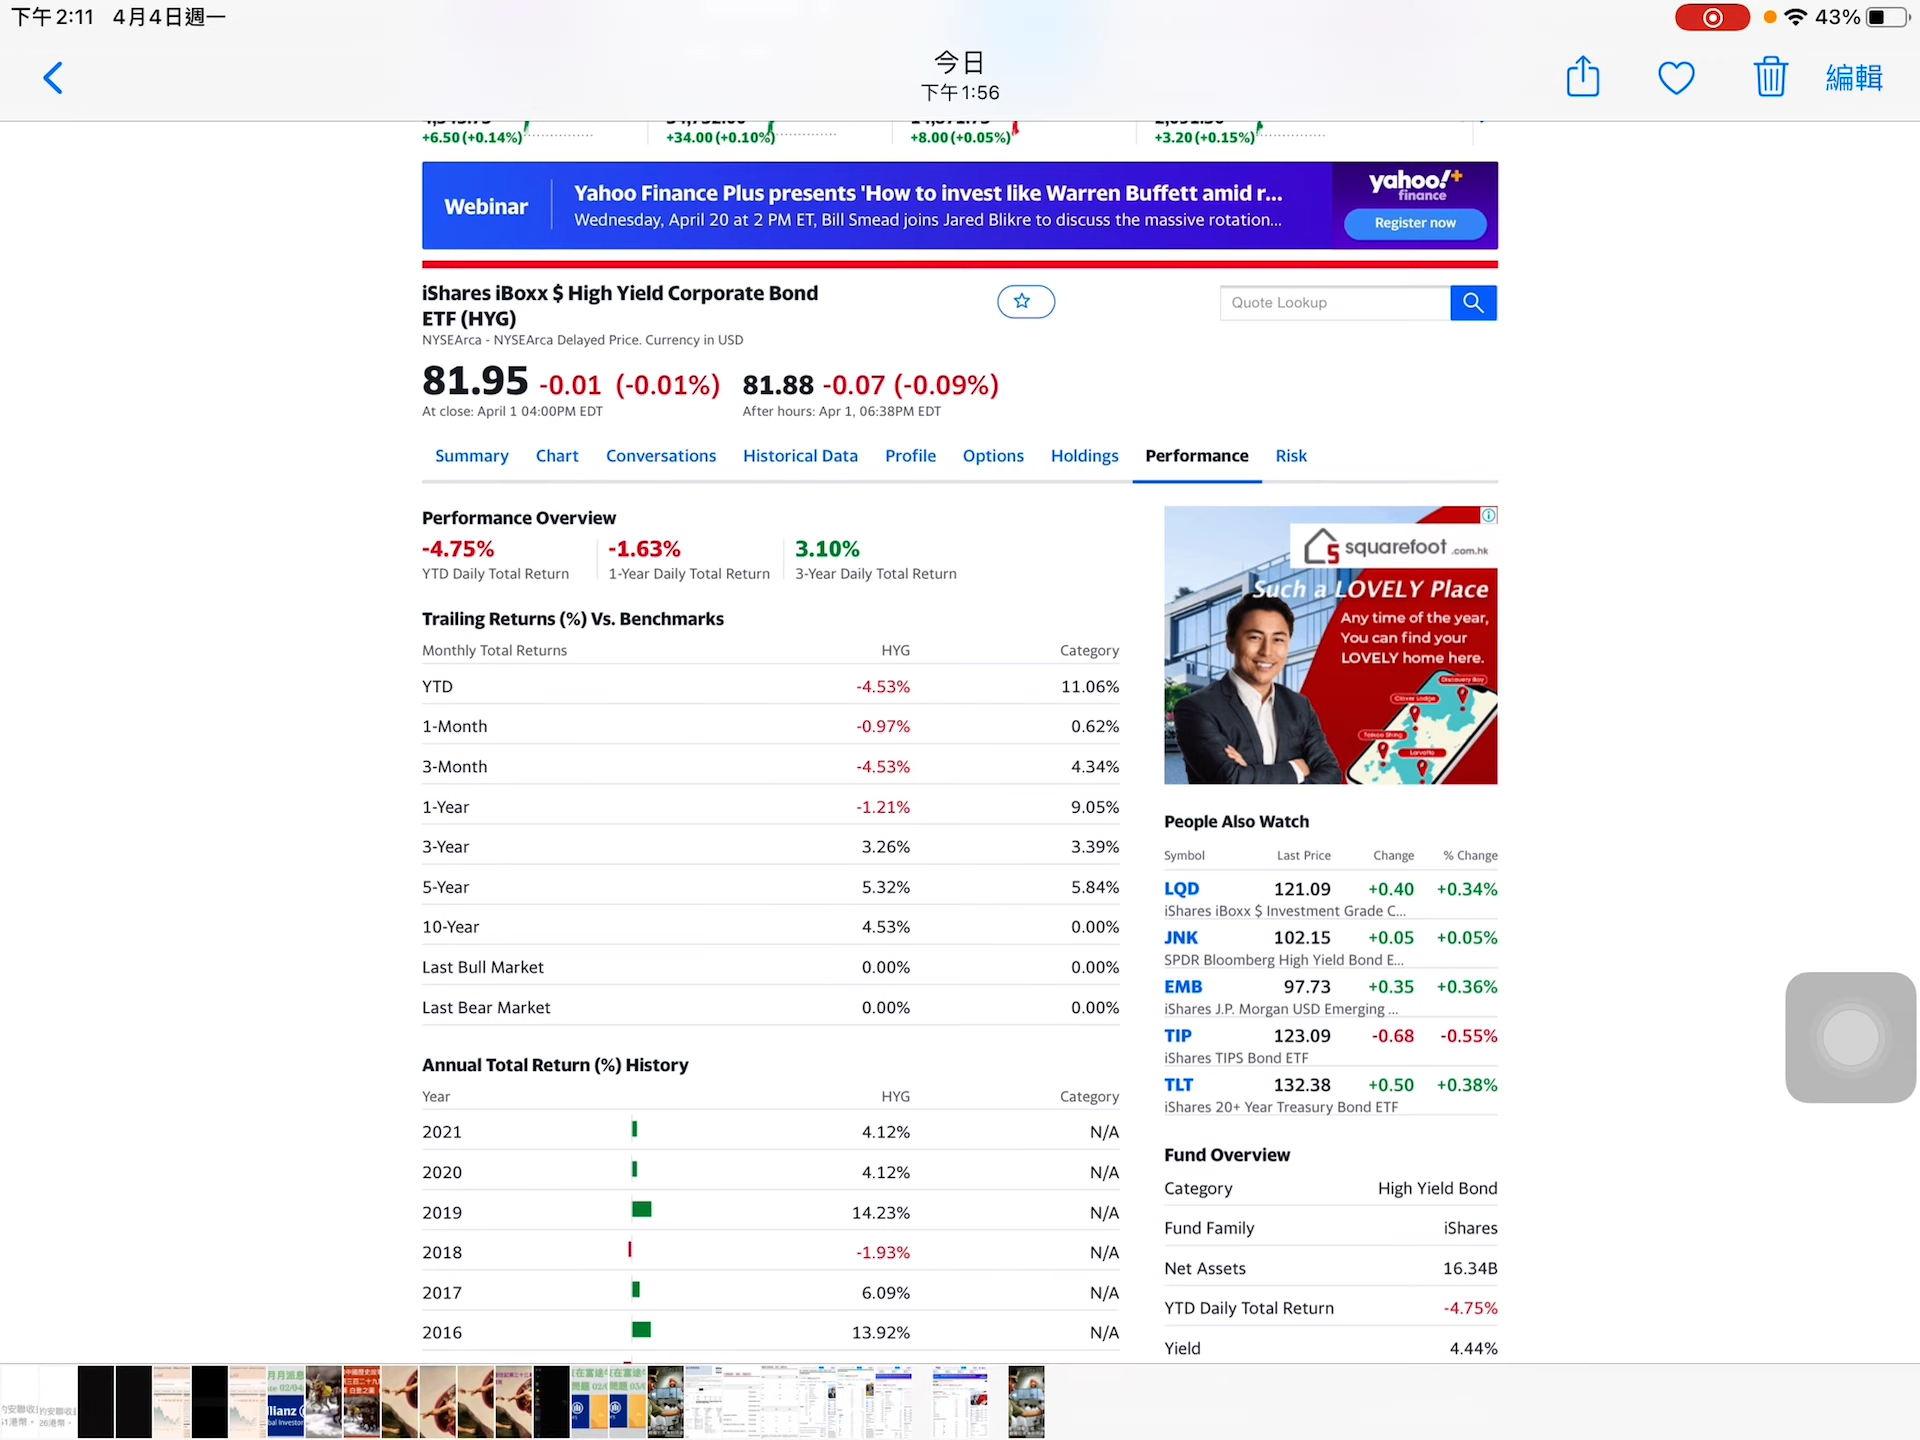 下午2:11 4月4日週一
43%
今日
下午1:56
編輯
+6.50 (+0.14%)
+34.00 (+0.10%)
+8.00 (+0.05%)
+3.20 (+0.15%)
Webinar
Yahoo Finance Plus presents 'How to invest like Warren Buffett amid r...
Wednesday, April 20 at 2 PM ET, Bill Smead joins Jared Blikre to discuss the massive rotation...
yahoo!+
finance
Register now
iShares iBoxx $ High Yield Corporate Bond
ETF (HYG)
NYSEArca - NYSEArca Delayed Price. Currency in USD
Quote Lookup
81.95 -0.01 (-0.01%) 81.88 -0.07 (-0.09%)
At close: April 1 04:00PM EDT After hours: Apr 1, 06:38PM EDT
Summary Chart Conversations Historical Data Profile Options Holdings Performance Risk
Performance Overview
-4.75% -1.63% 3.10%
YTD Daily Total Return 1-Year Daily Total Return 3-Year Daily Total Return
Trailing Returns (%) Vs. Benchmarks
Monthly Total Returns HYG Category
YTD -4.53% 11.06%
1-Month -0.97% 0.62%
3-Month -4.53% 4.34%
1-Year -1.21% 9.05%
3-Year 3.26% 3.39%
5-Year 5.32% 5.84%
10-Year 4.53% 0.00%
Last Bull Market 0.00% 0.00%
Last Bear Market 0.00% 0.00%
Annual Total Return (%) History
Year HYG Category
2021 4.12% N/A
2020 4.12% N/A
2019 14.23% N/A
2018 -1.93% N/A
2017 6.09% N/A
2016 13.92% N/A
squarefoot .com.hk
Such a LOVELY Place
Any time of the year,
You can find your
LOVELY home here.
Discovery Bay
Clover Lodge
Taikoo Shing
Larvotto
People Also Watch
Symbol Last Price Change % Change
LQD 121.09 +0.40 +0.34%
iShares iBoxx $ Investment Grade C...
JNK 102.15 +0.05 +0.05%
SPDR Bloomberg High Yield Bond E...
EMB 97.73 +0.35 +0.36%
iShares J.P. Morgan USD Emerging ...
TIP 123.09 -0.68 -0.55%
iShares TIPS Bond ETF
TLT 132.38 +0.50 +0.38%
iShares 20+ Year Treasury Bond ETF
Fund Overview
Category High Yield Bond
Fund Family iShares
Net Assets 16.34B
YTD Daily Total Return -4.75%
Yield 4.44%